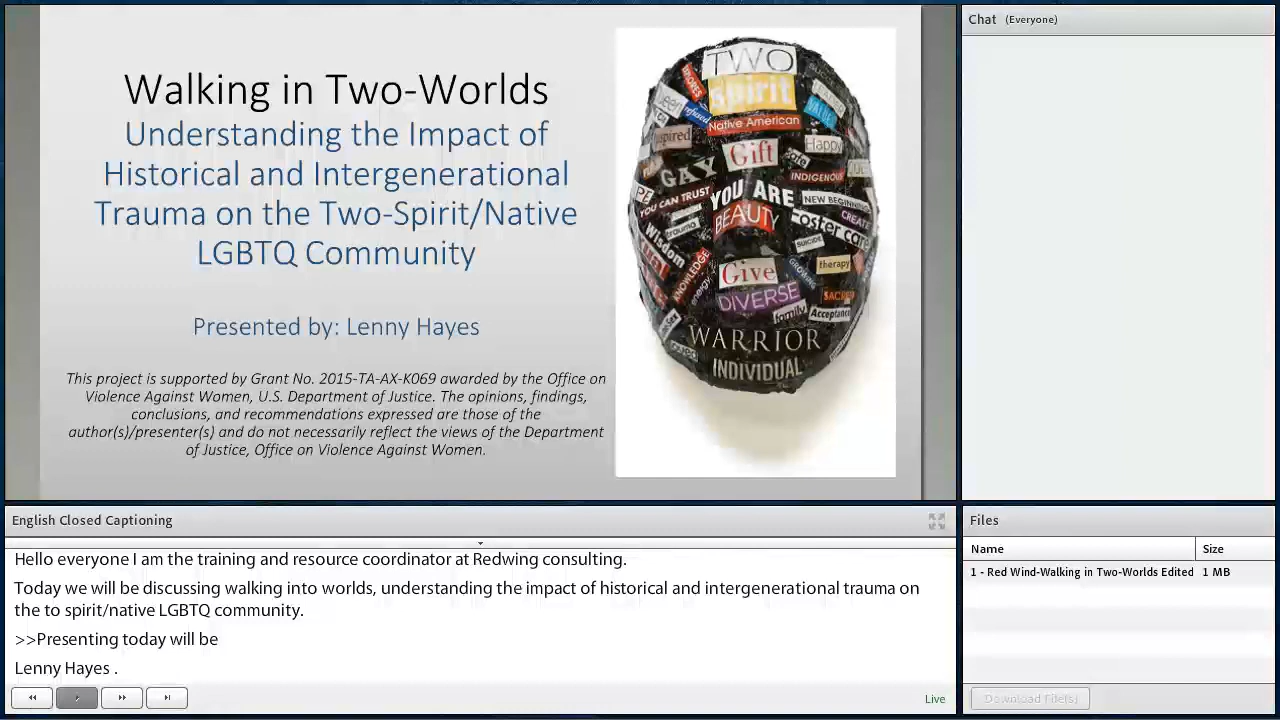 Walking in Two-Worlds
Understanding the Impact of
Historical and Intergenerational
Trauma on the Two-Spirit/Native
LGBTQ Community
Presented by: Lenny Hayes
This project is supported by Grant No. 2015-TA-AX-K069 awarded by the Office on
Violence Against Women, U.S. Department of Justice. The opinions, findings,
conclusions, and recommendations expressed are those of the
author(s)/presenter(s) and do not necessarily reflect the views of the Department
of Justice, Office on Violence Against Women.
TWO
spirit
Native American
Gift
Happy
GAY
safe
INDIGENOUS
YOU CAN TRUST
YOU ARE
NEW BEGINNING
BEAUTY
CREATE
trauma
Foster care
Wisdom
SUICIDE
KNOWLEDGE
Give
GROWING
therapy
energy
DIVERSE
SACRED
family
Acceptance
WARRIOR
INDIVIDUAL
Chat (Everyone)
English Closed Captioning
Hello everyone I am the training and resource coordinator at Redwing consulting.
Today we will be discussing walking into worlds, understanding the impact of historical and intergenerational trauma on
the to spirit/native LGBTQ community.
>>Presenting today will be
Lenny Hayes .
Live
Files
Name Size
1 - Red Wind-Walking in Two-Worlds Edited 1 MB
Download File(s)